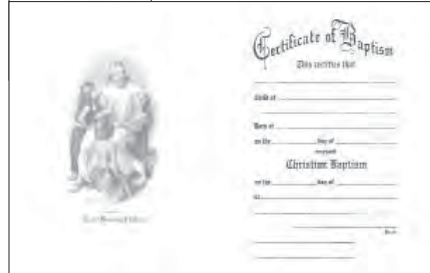 Certificate of Baptism
This certifies that
Child of
Born at
on the day of
received
Christian Baptism
on the day of
at